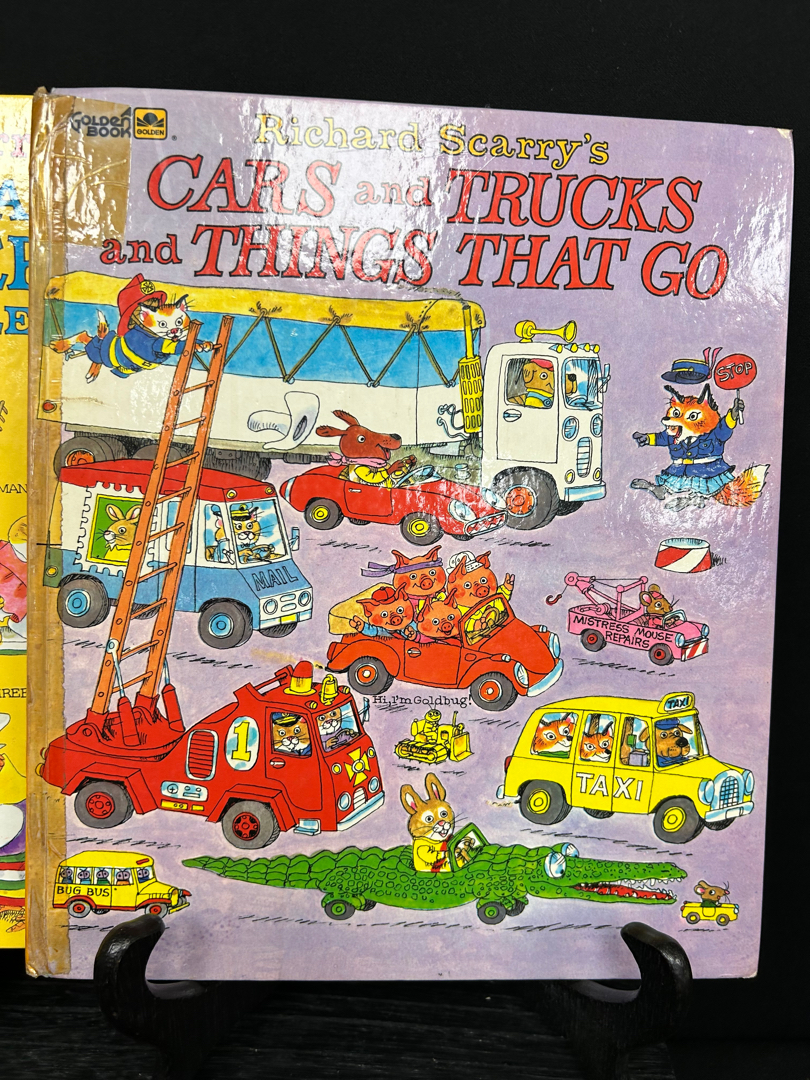 GOLDEN
BOOK
GOLDEN
Richard Scarry's
CARS and TRUCKS
and THINGS THAT GO
STOP
MAIL
MISTRESS MOUSE
REPAIRS
Hi, I'm Goldbug!
TAXI
TAXI
1
BUG BUS